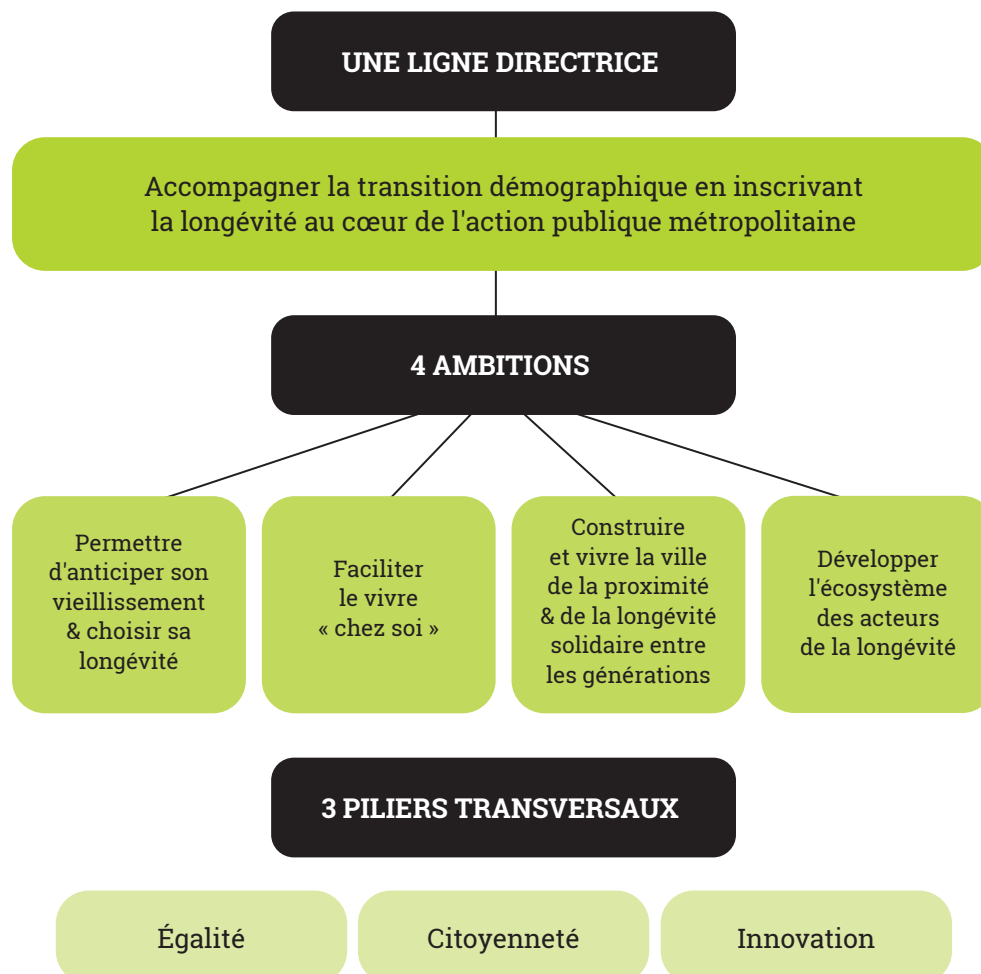 UNE LIGNE DIRECTRICE
Accompagner la transition démographique en inscrivant
la longévité au cœur de l'action publique métropolitaine
4 AMBITIONS
Permettre
d'anticiper son
vieillissement
& choisir sa
longévité
Faciliter
le vivre
« chez soi »
Construire
et vivre la ville
de la proximité
& de la longévité
solidaire entre
les générations
Développer
l'écosystème
des acteurs
de la longévité
3 PILIERS TRANSVERSAUX
Égalité
Citoyenneté
Innovation